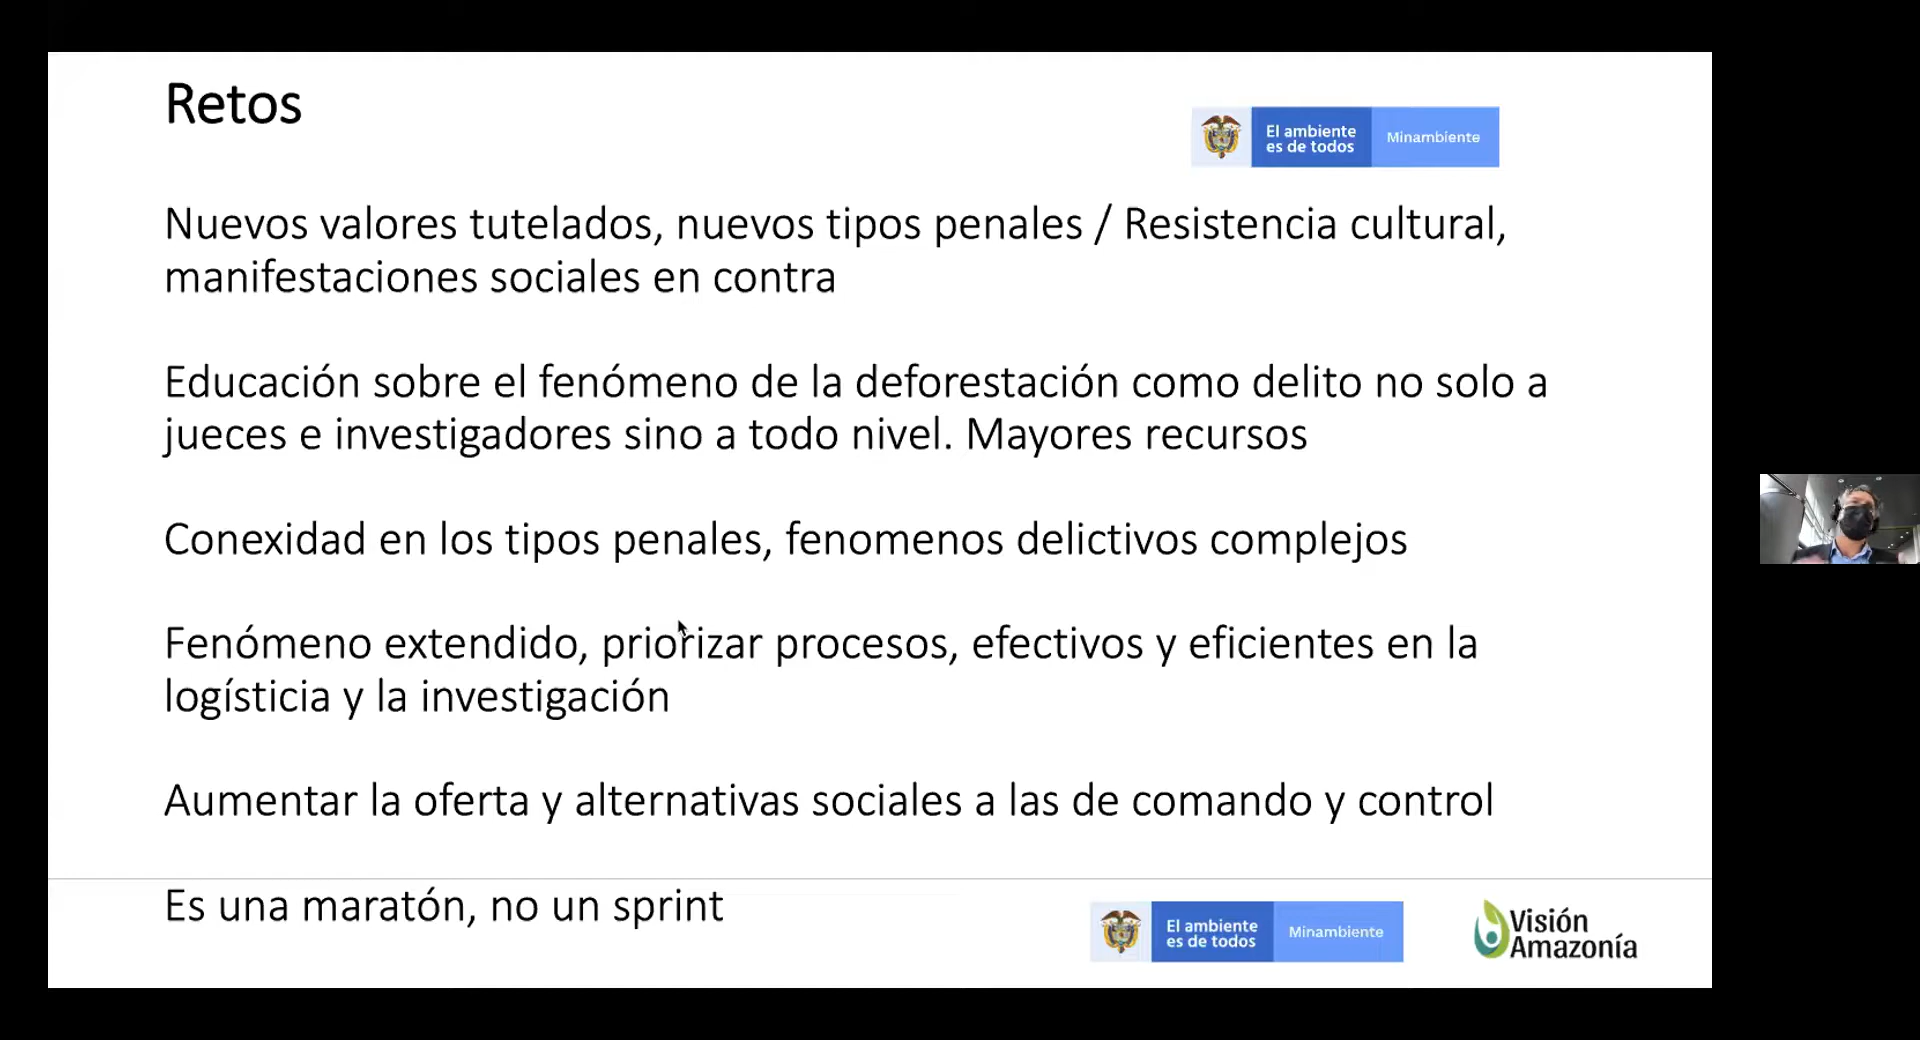 Retos
El ambiente
es de todos
Minambiente
Nuevos valores tutelados, nuevos tipos penales / Resistencia cultural,
manifestaciones sociales en contra
Educación sobre el fenómeno de la deforestación como delito no solo a
jueces e investigadores sino a todo nivel. Mayores recursos
Conexidad en los tipos penales, fenomenos delictivos complejos
Fenómeno extendido, priorizar procesos, efectivos y eficientes en la
logísticia y la investigación
Aumentar la oferta y alternativas sociales a las de comando y control
Es una maratón, no un sprint
El ambiente
es de todos
Minambiente
Visión
Amazonía